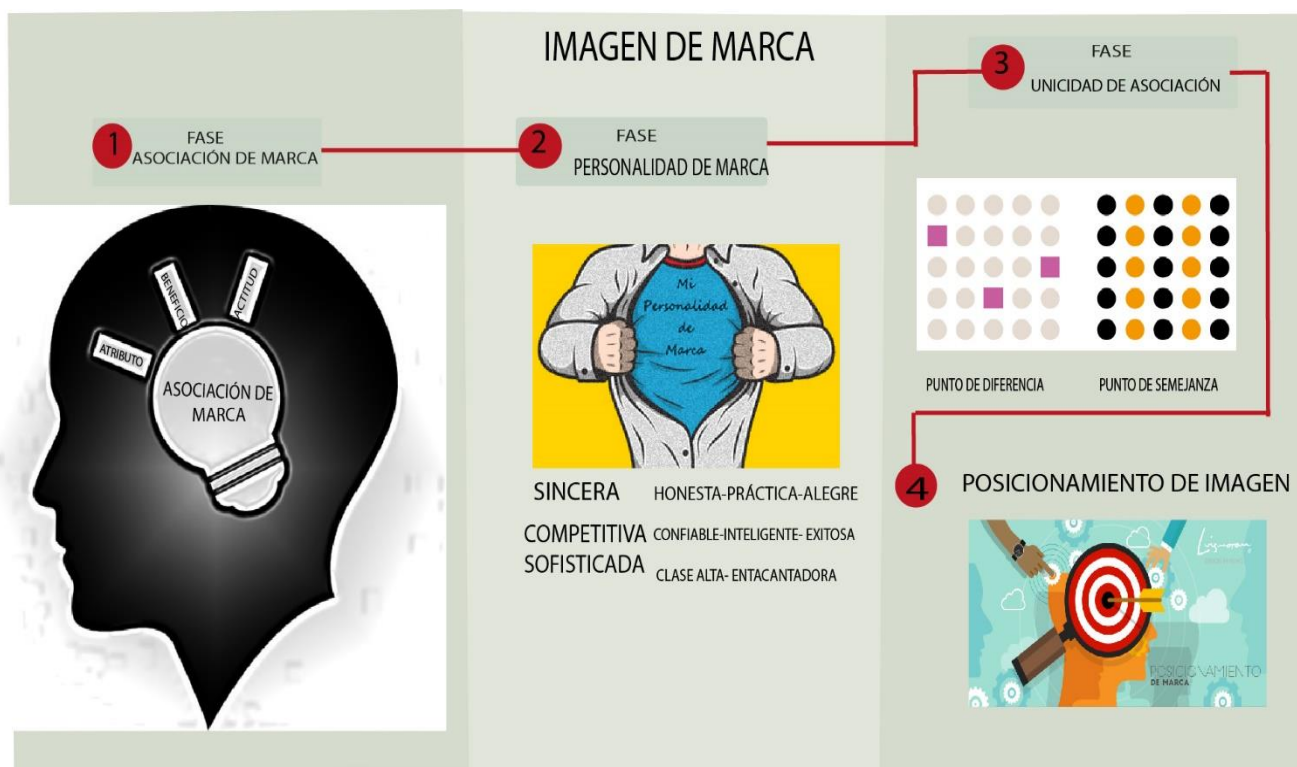 IMAGEN DE MARCA
1
FASE
ASOCIACIÓN DE MARCA
ATRIBUTO
BENEFICIO
ACTITUD
ASOCIACIÓN DE
MARCA
2
FASE
PERSONALIDAD DE MARCA
Mi
Personalidad
de
Marca
SINCERA HONESTA-PRÁCTICA-ALEGRE
COMPETITIVA CONFIABLE-INTELIGENTE- EXITOSA
SOFISTICADA CLASE ALTA- ENTACANTADORA
3
FASE
UNICIDAD DE ASOCIACIÓN
PUNTO DE DIFERENCIA PUNTO DE SEMEJANZA
4 POSICIONAMIENTO DE IMAGEN
POSICIONAMIENTO
DE MARCA